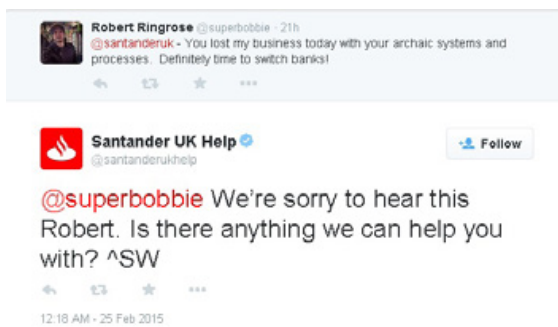 Robert Ringrose @superbobbie · 21h
@santanderuk - You lost my business today with your archaic systems and
processes. Definitely time to switch banks!
Santander UK Help
@santanderukhelp
Follow
@superbobbie We're sorry to hear this
Robert. Is there anything we can help you
with? ^SW
12:18 AM - 25 Feb 2015